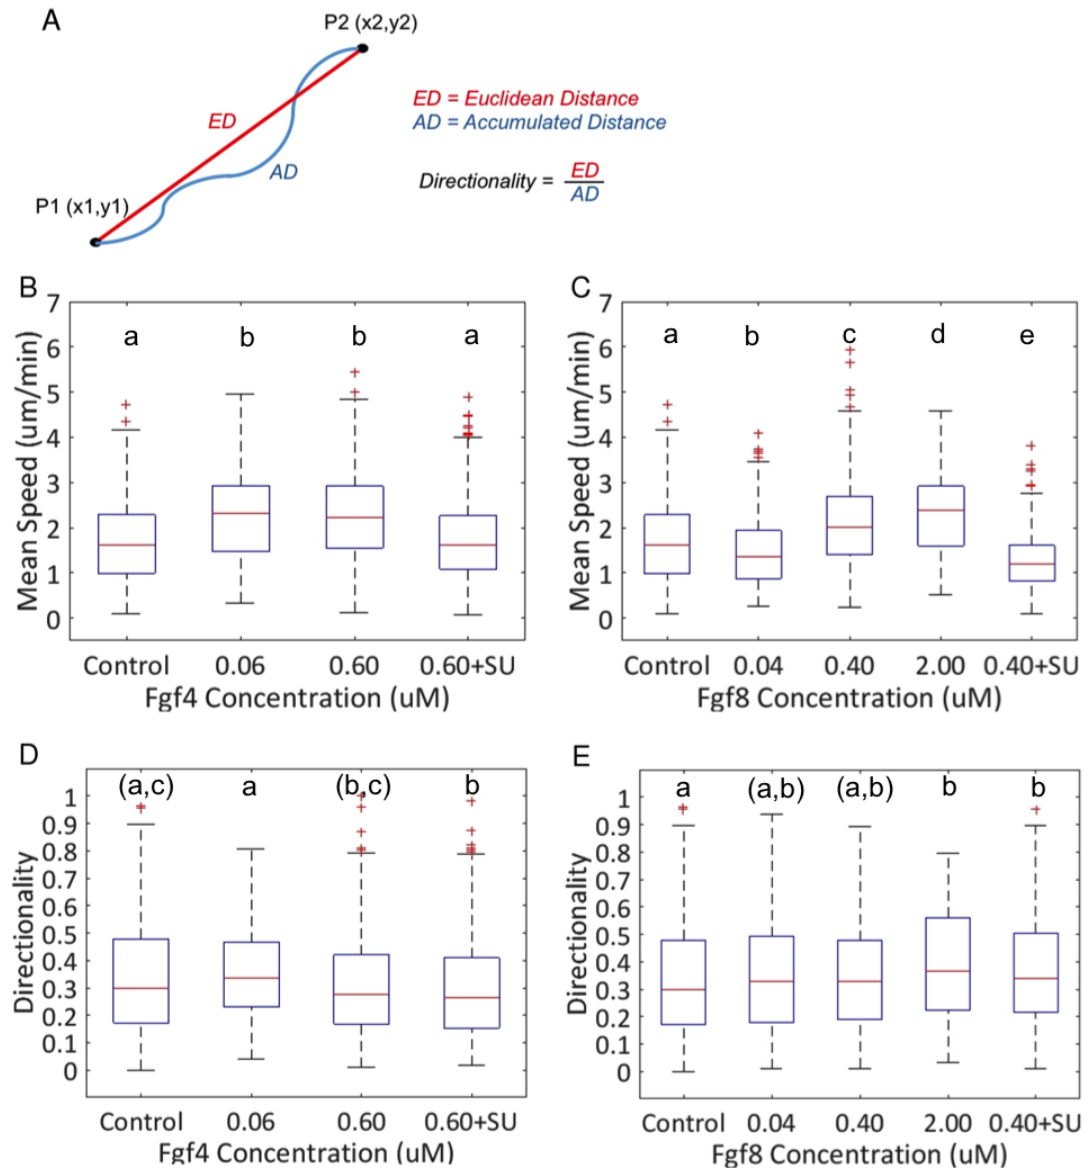 A
P2 (x2,y2)
ED = Euclidean Distance
AD = Accumulated Distance
ED
AD
Directionality = ED
AD
P1 (x1,y1)
B
7
6
5
4
3
2
1
0
Mean Speed (um/min)
a b b a
Control 0.06 0.60 0.60+SU
Fgf4 Concentration (uM)
C
7
6
5
4
3
2
1
0
Mean Speed (um/min)
a b c d e
Control 0.04 0.40 2.00 0.40+SU
Fgf8 Concentration (uM)
D
(a,c) a (b,c) b
1
0.9
0.8
0.7
0.6
0.5
0.4
0.3
0.2
0.1
0
Directionality
Control 0.06 0.60 0.60+SU
Fgf4 Concentration (uM)
E
a (a,b) (a,b) b b
1
0.9
0.8
0.7
0.6
0.5
0.4
0.3
0.2
0.1
0
Directionality
Control 0.04 0.40 2.00 0.40+SU
Fgf8 Concentration (uM)